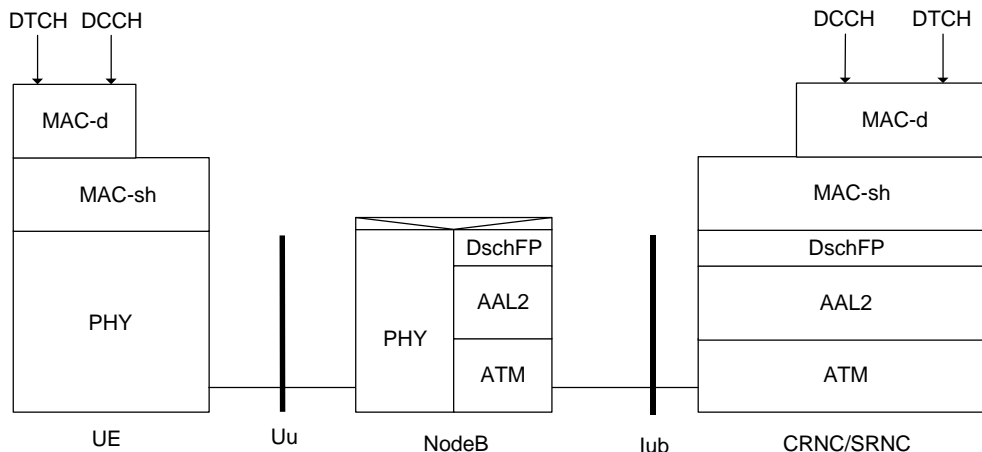 DTCH DCCH DCCH DTCH
MAC-d MAC-d
MAC-sh MAC-sh
DschFP DschFP
PHY AAL2 AAL2
PHY
ATM ATM
UE Uu NodeB Iub CRNC/SRNC